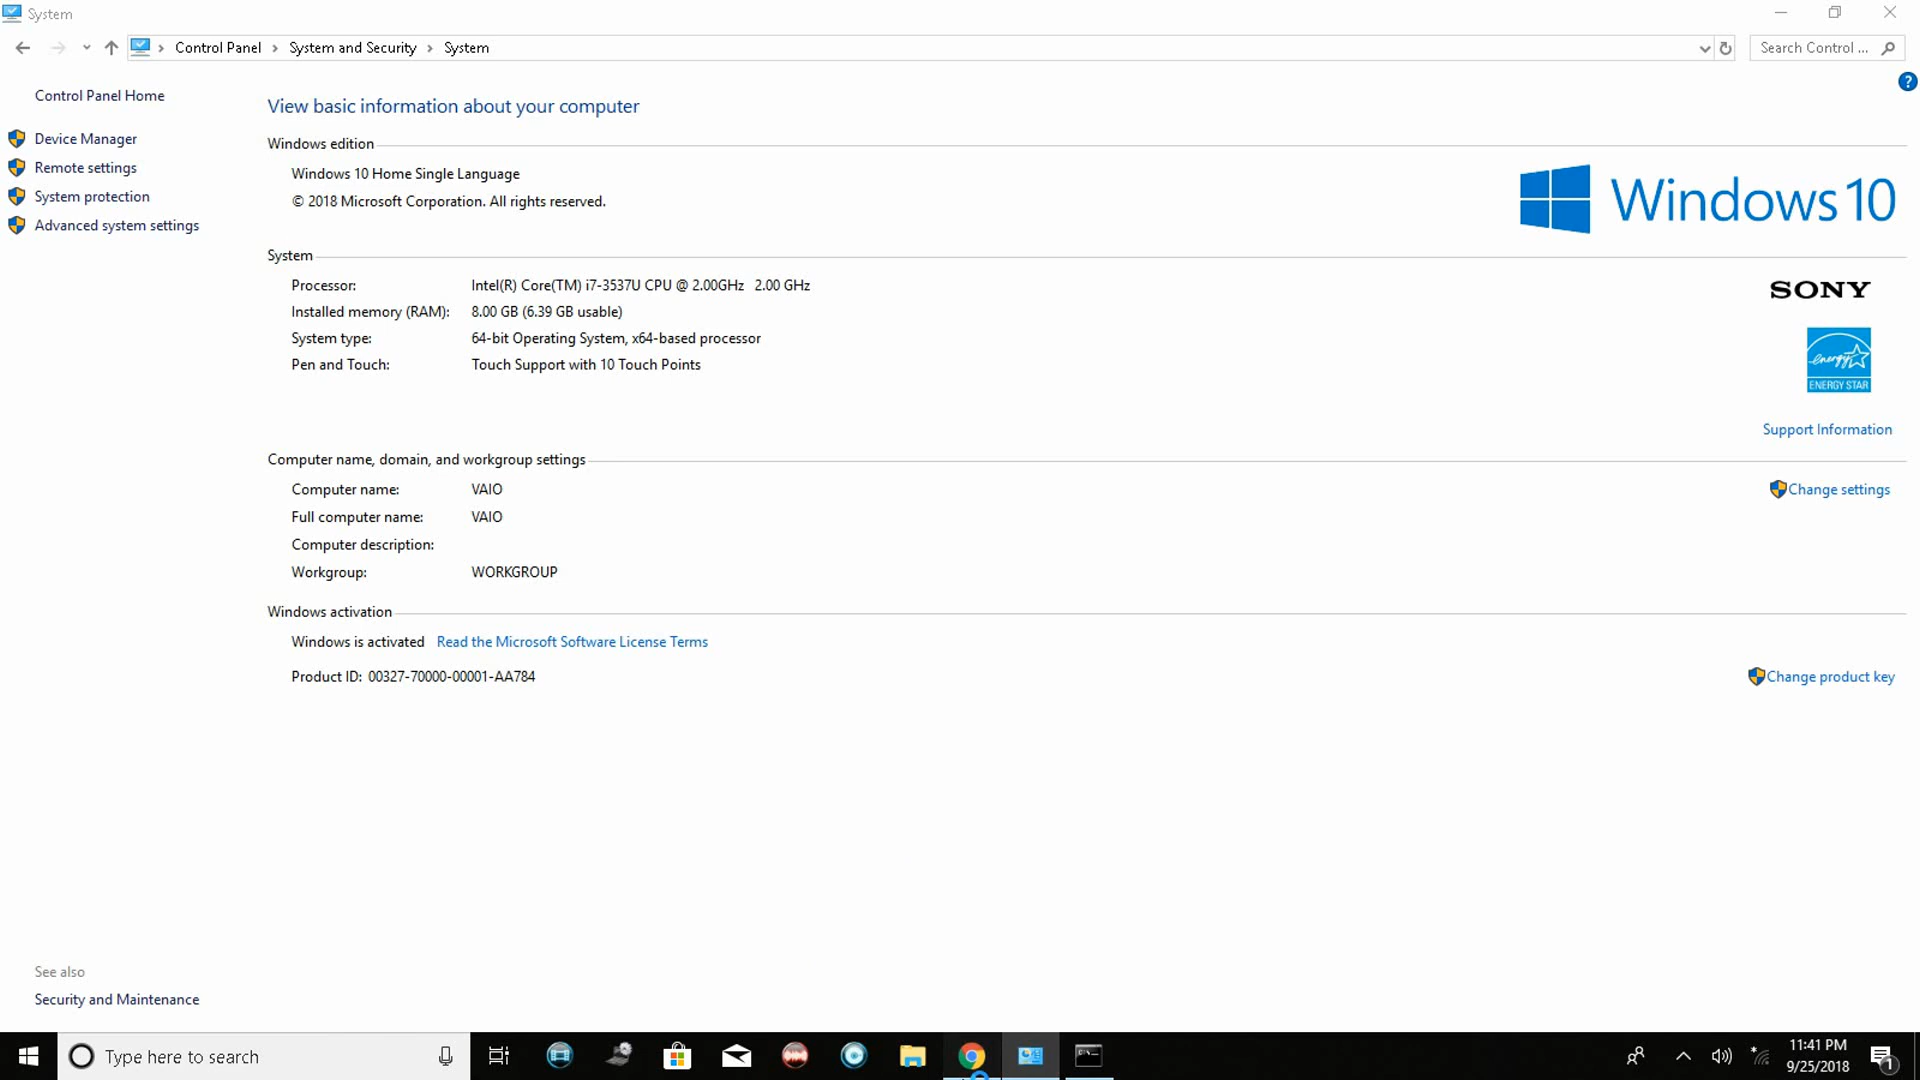 System
Control Panel > System and Security > System
Search Control ...
?
Control Panel Home
Device Manager
Remote settings
System protection
Advanced system settings
View basic information about your computer
Windows edition
Windows 10 Home Single Language
© 2018 Microsoft Corporation. All rights reserved.
Windows 10
System
Processor: Intel(R) Core(TM) i7-3537U CPU @ 2.00GHz 2.00 GHz
Installed memory (RAM): 8.00 GB (6.39 GB usable)
System type: 64-bit Operating System, x64-based processor
Pen and Touch: Touch Support with 10 Touch Points
SONY
energy
ENERGY STAR
Support Information
Computer name, domain, and workgroup settings
Computer name: VAIO
Change settings
Full computer name: VAIO
Computer description:
Workgroup: WORKGROUP
Windows activation
Windows is activated Read the Microsoft Software License Terms
Product ID: 00327-70000-00001-AA784
Change product key
See also
Security and Maintenance
Type here to search
11:41 PM
9/25/2018
1